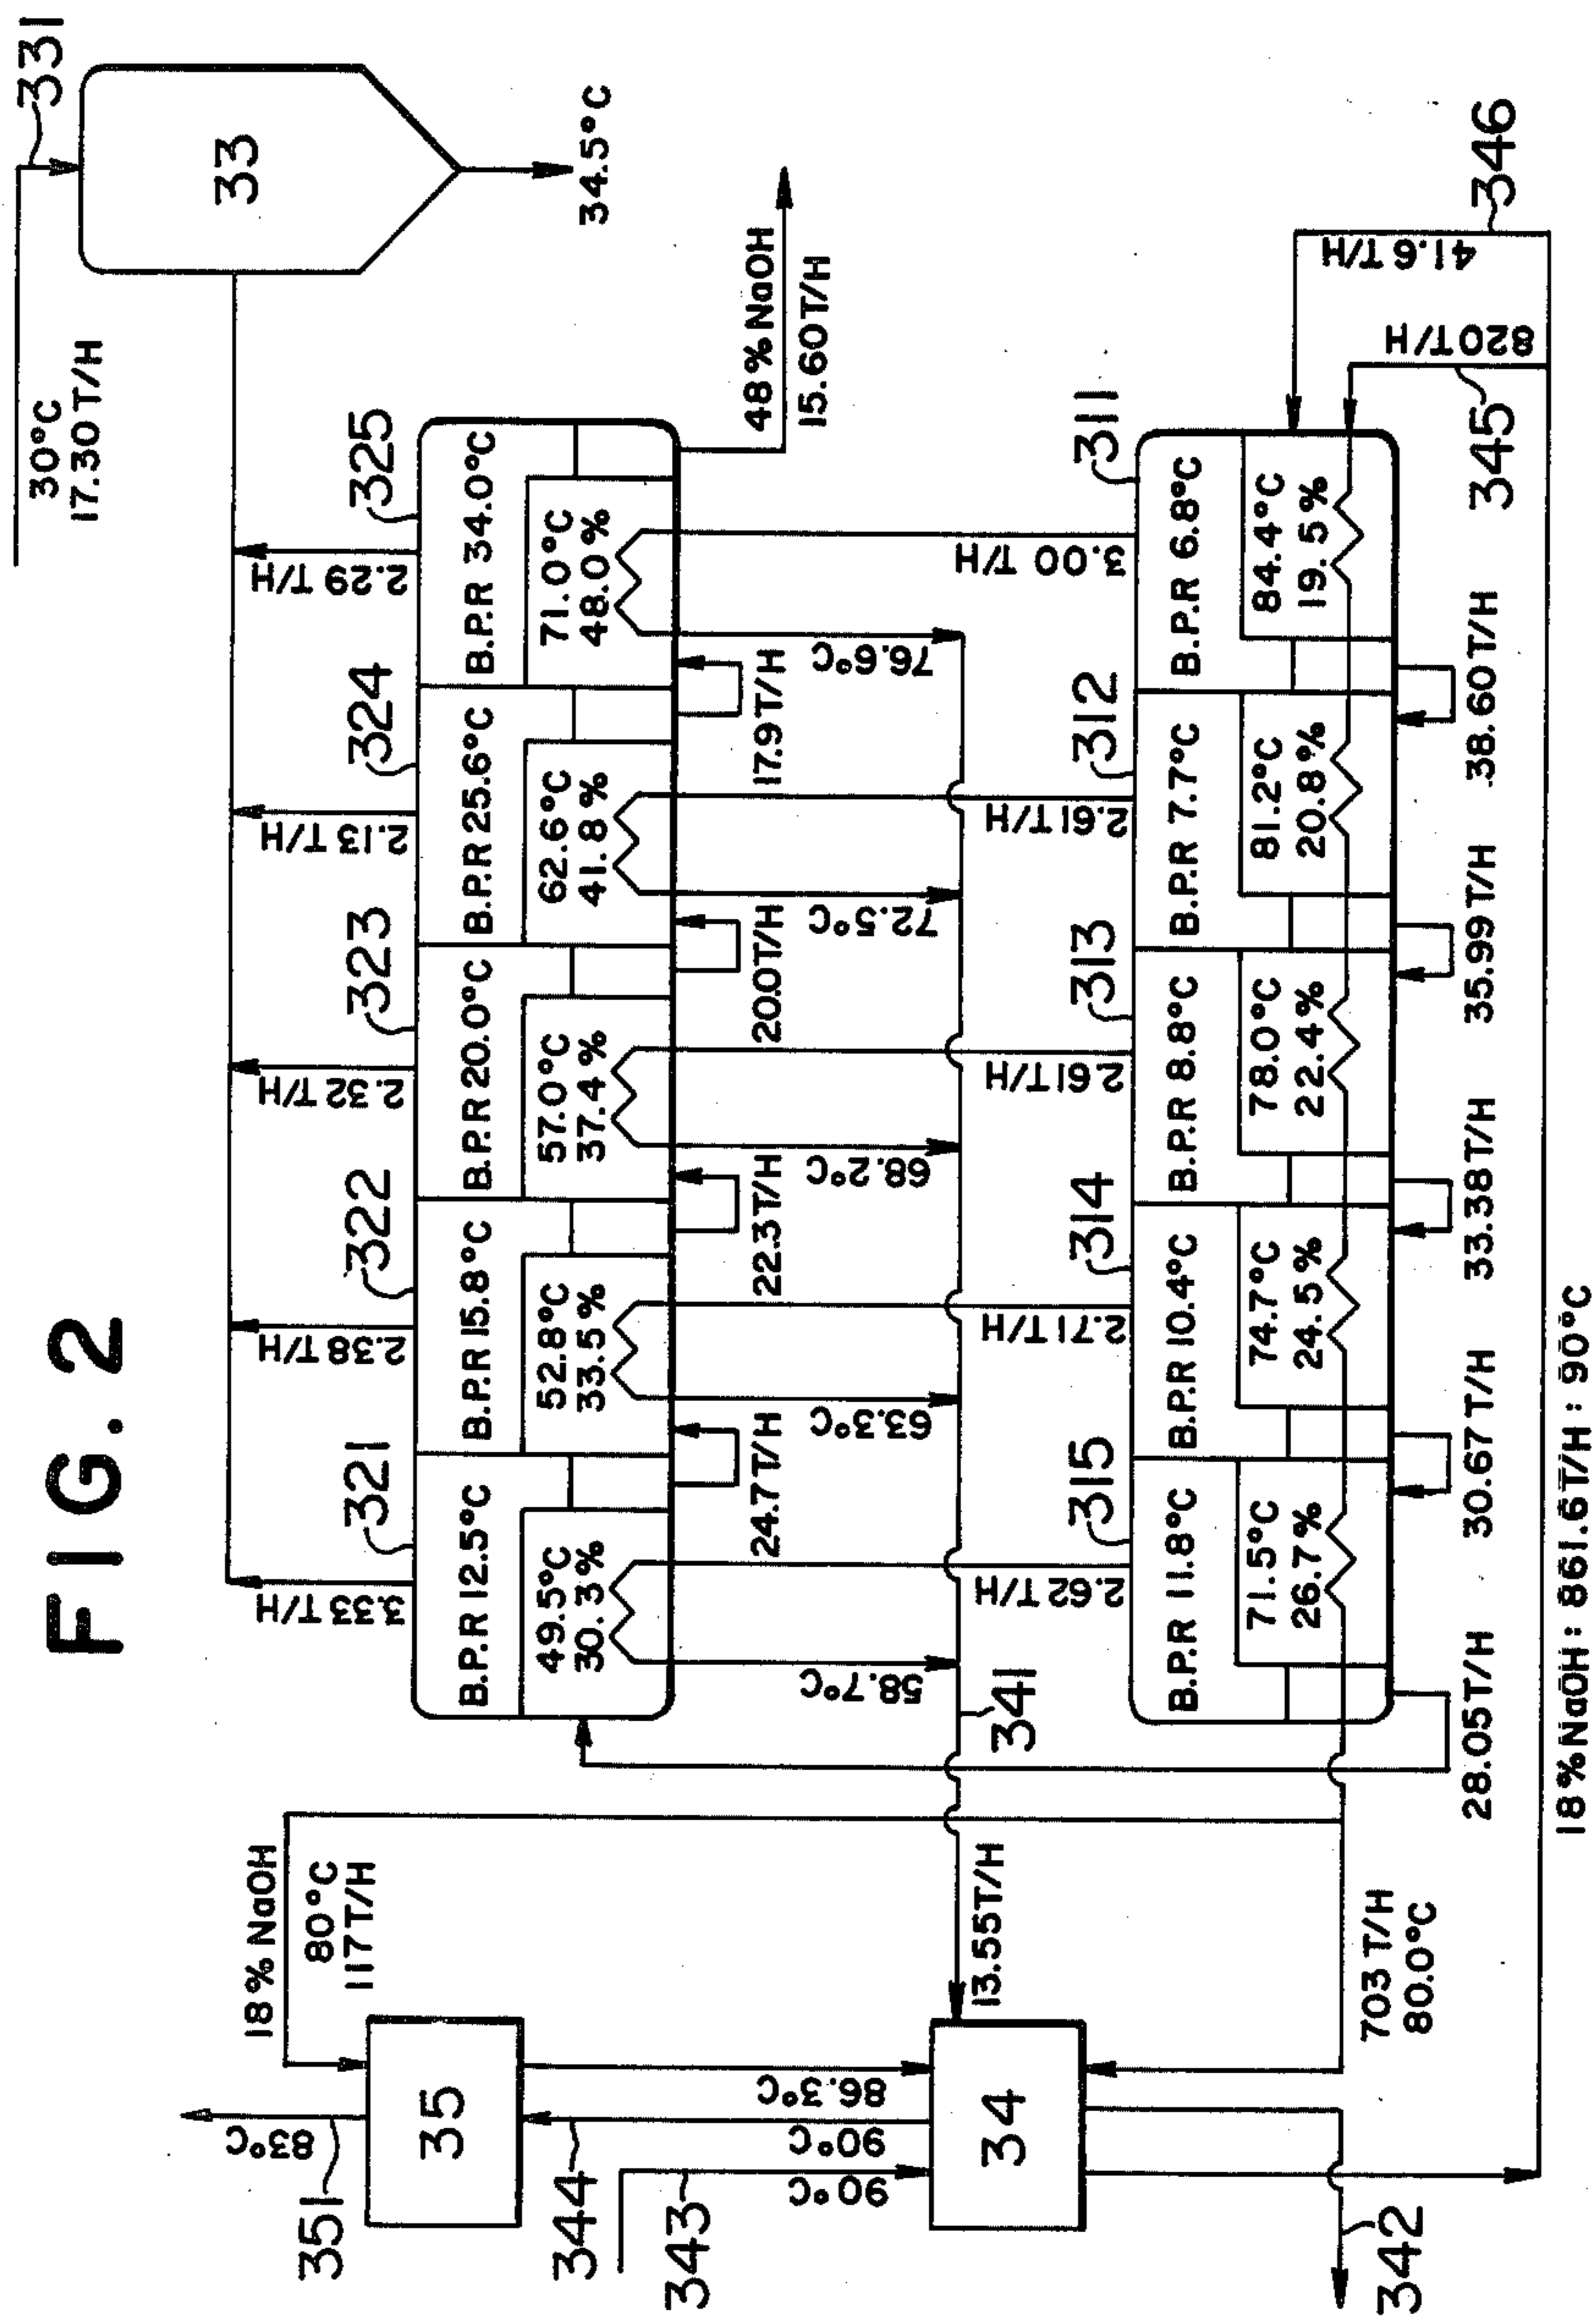 FIG. 2
30°C
17.30 T/H
331
33
34.5°C
3.33 T/H
2.38 T/H
2.32 T/H
2.13 T/H
2.29 T/H
321
322
323
324
325
B.P.R 12.5°C
B.P.R 15.8°C
B.P.R 20.0°C
B.P.R 25.6°C
B.P.R 34.0°C
49.5°C
30.3%
52.8°C
33.5%
57.0°C
37.4%
62.6°C
41.8%
71.0°C
48.0%
48% NaOH
15.60T/H
24.7T/H
22.3T/H
20.0T/H
17.9T/H
58.7°C
63.3°C
68.2°C
72.5°C
76.6°C
341
2.62 T/H
2.71 T/H
2.61 T/H
2.61 T/H
3.00 T/H
315
314
313
312
311
B.P.R 11.8°C
B.P.R 10.4°C
B.P.R 8.8°C
B.P.R 7.7°C
B.P.R 6.8°C
71.5°C
26.7%
74.7°C
24.5%
78.0°C
22.4%
81.2°C
20.8%
84.4°C
19.5%
28.05T/H
30.67T/H
33.38T/H
35.99T/H
38.60T/H
820T/H
345
41.6T/H
346
18% NaOH : 861.6T/H : 90°C
18% NaOH
80°C
117T/H
83°C
351
35
86.3°C
90°C
90°C
344
343
13.55T/H
34
703 T/H
80.0°C
342